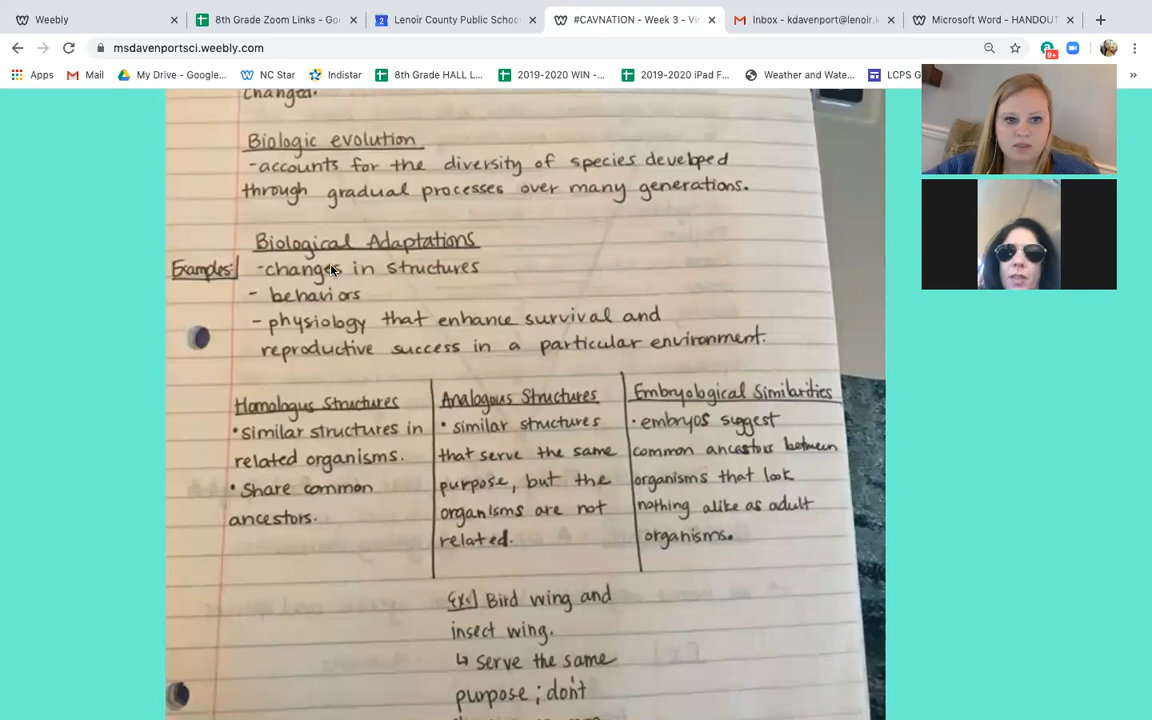 Weebly
8th Grade Zoom Links - Go
Lenoir County Public Schoo
#CAVNATION - Week 3 - Vi
Inbox - kdavenport@lenoir.k
Microsoft Word - HANDOUT
msdavenportsci.weebly.com
Apps
Mail
My Drive - Google...
NC Star
Indistar
8th Grade HALL L...
2019-2020 WIN -...
2019-2020 iPad F...
Weather and Wate...
LCPS G
»
changed.
Biologic evolution
-accounts for the diversity of species developed
through gradual processes over many generations.
Biological Adaptations
Examples: -changes in structures
- behaviors
- physiology that enhance survival and
reproductive success in a particular environment.
Homologus Structures
• similar structures in
related organisms.
• Share common
ancestors.
Analogous Structures
• similar structures
that serve the same
purpose, but the
organisms are not
related.
Ex: Bird wing and
insect wing.
↳ serve the same
purpose; don't
Embryological Similarities
• embryos suggest
common ancestors between
organisms that look
nothing alike as adult
organisms.